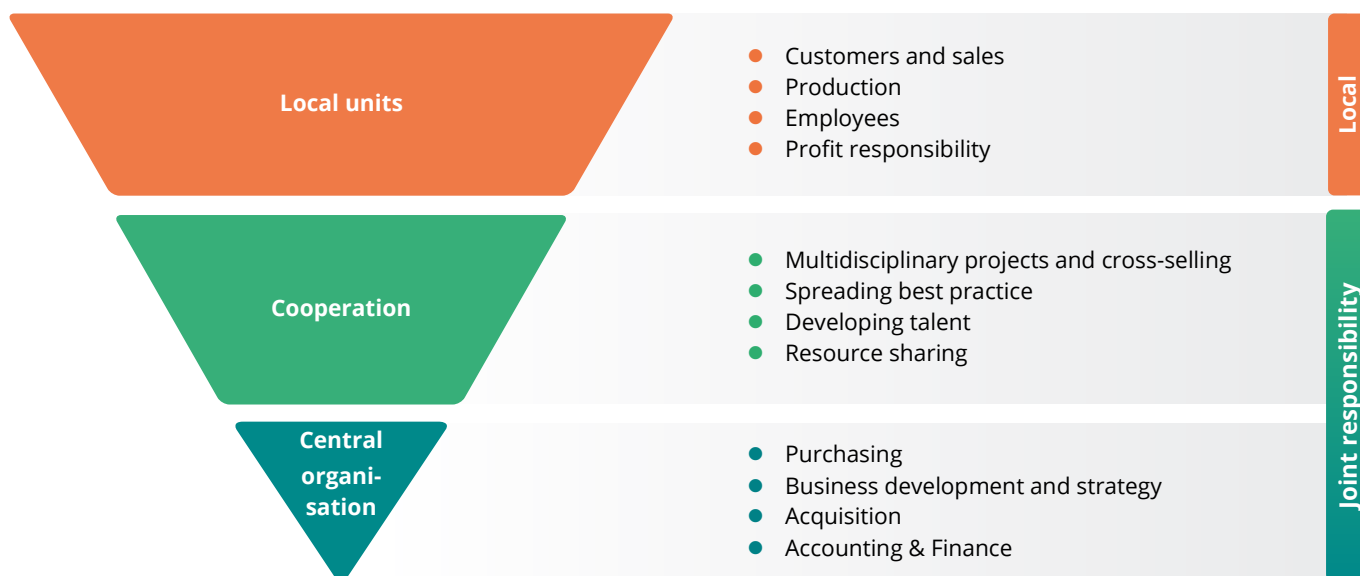 Local units
Customers and sales
Production
Employees
Profit responsibility
Local
Cooperation
Multidisciplinary projects and cross-selling
Spreading best practice
Developing talent
Resource sharing
Joint responsibility
Central
organi-
sation
Purchasing
Business development and strategy
Acquisition
Accounting & Finance